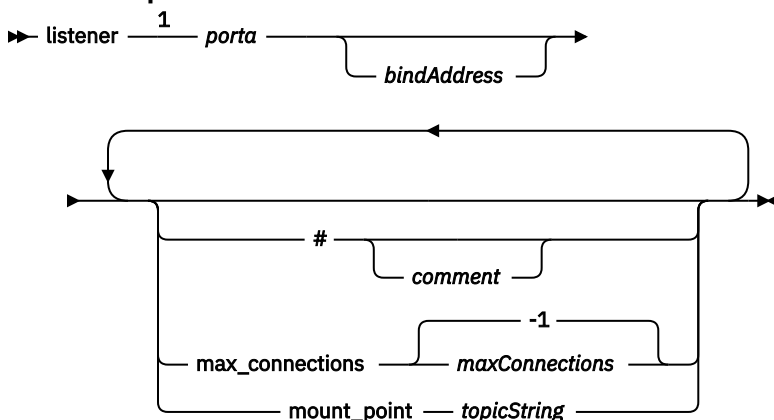 listener 1 porta
bindAddress
#
comment
-1
max_connections maxConnections
mount_point topicString